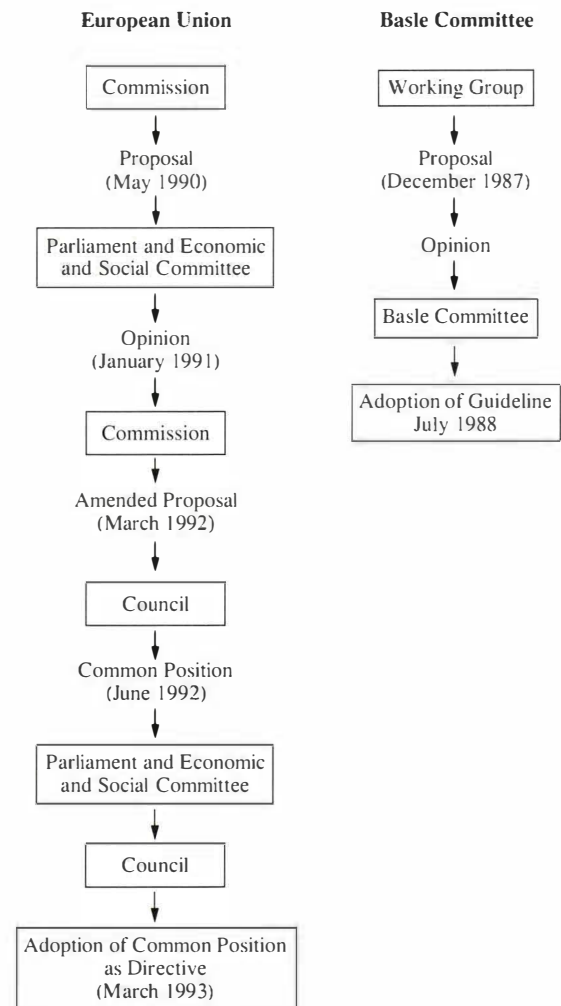 European Union
Commission
Proposal
(May 1990)
Parliament and Economic
and Social Committee
Opinion
(January 1991)
Commission
Amended Proposal
(March 1992)
Council
Common Position
(June 1992)
Parliament and Economic
and Social Committee
Council
Adoption of Common Position
as Directive
(March 1993)
Basle Committee
Working Group
Proposal
(December 1987)
Opinion
Basle Committee
Adoption of Guideline
July 1988